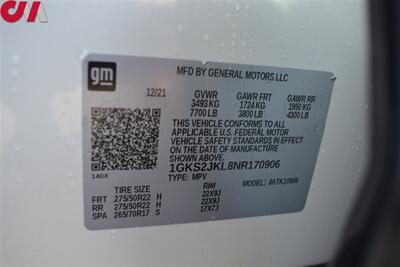 DX
gm
MFD BY GENERAL MOTORS LLC
12/21
GVWR GAWR FRT GAWR RR
3493 KG 1724 KG 1950 KG
7700 LB 3800 LB 4300 LB
THIS VEHICLE CONFORMS TO ALL
APPLICABLE U.S. FEDERAL MOTOR
VEHICLE SAFETY STANDARDS IN
EFFECT ON THE DATE OF
MANUFACTURE
1GKS2JKL8NR170906
140X
TYPE: MPV MODEL: B6TK10906
TIRE SIZE RIM
FRT 275/50R22 H 22X9J
RR 275/50R22 H 22X9J
SPA 265/70R17 S 17X7J